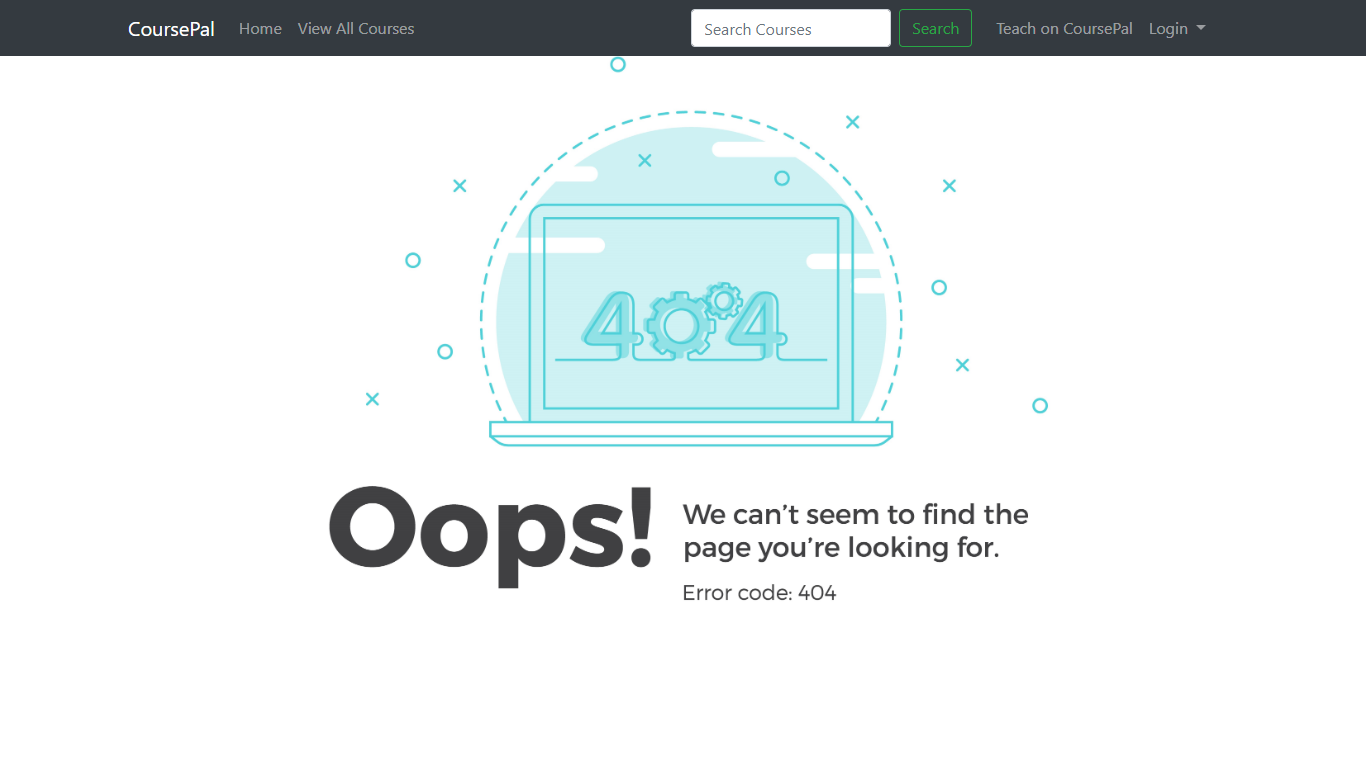 CoursePal Home View All Courses Search Courses Search Teach on CoursePal Login
404
Oops!
We can’t seem to find the
page you’re looking for.
Error code: 404